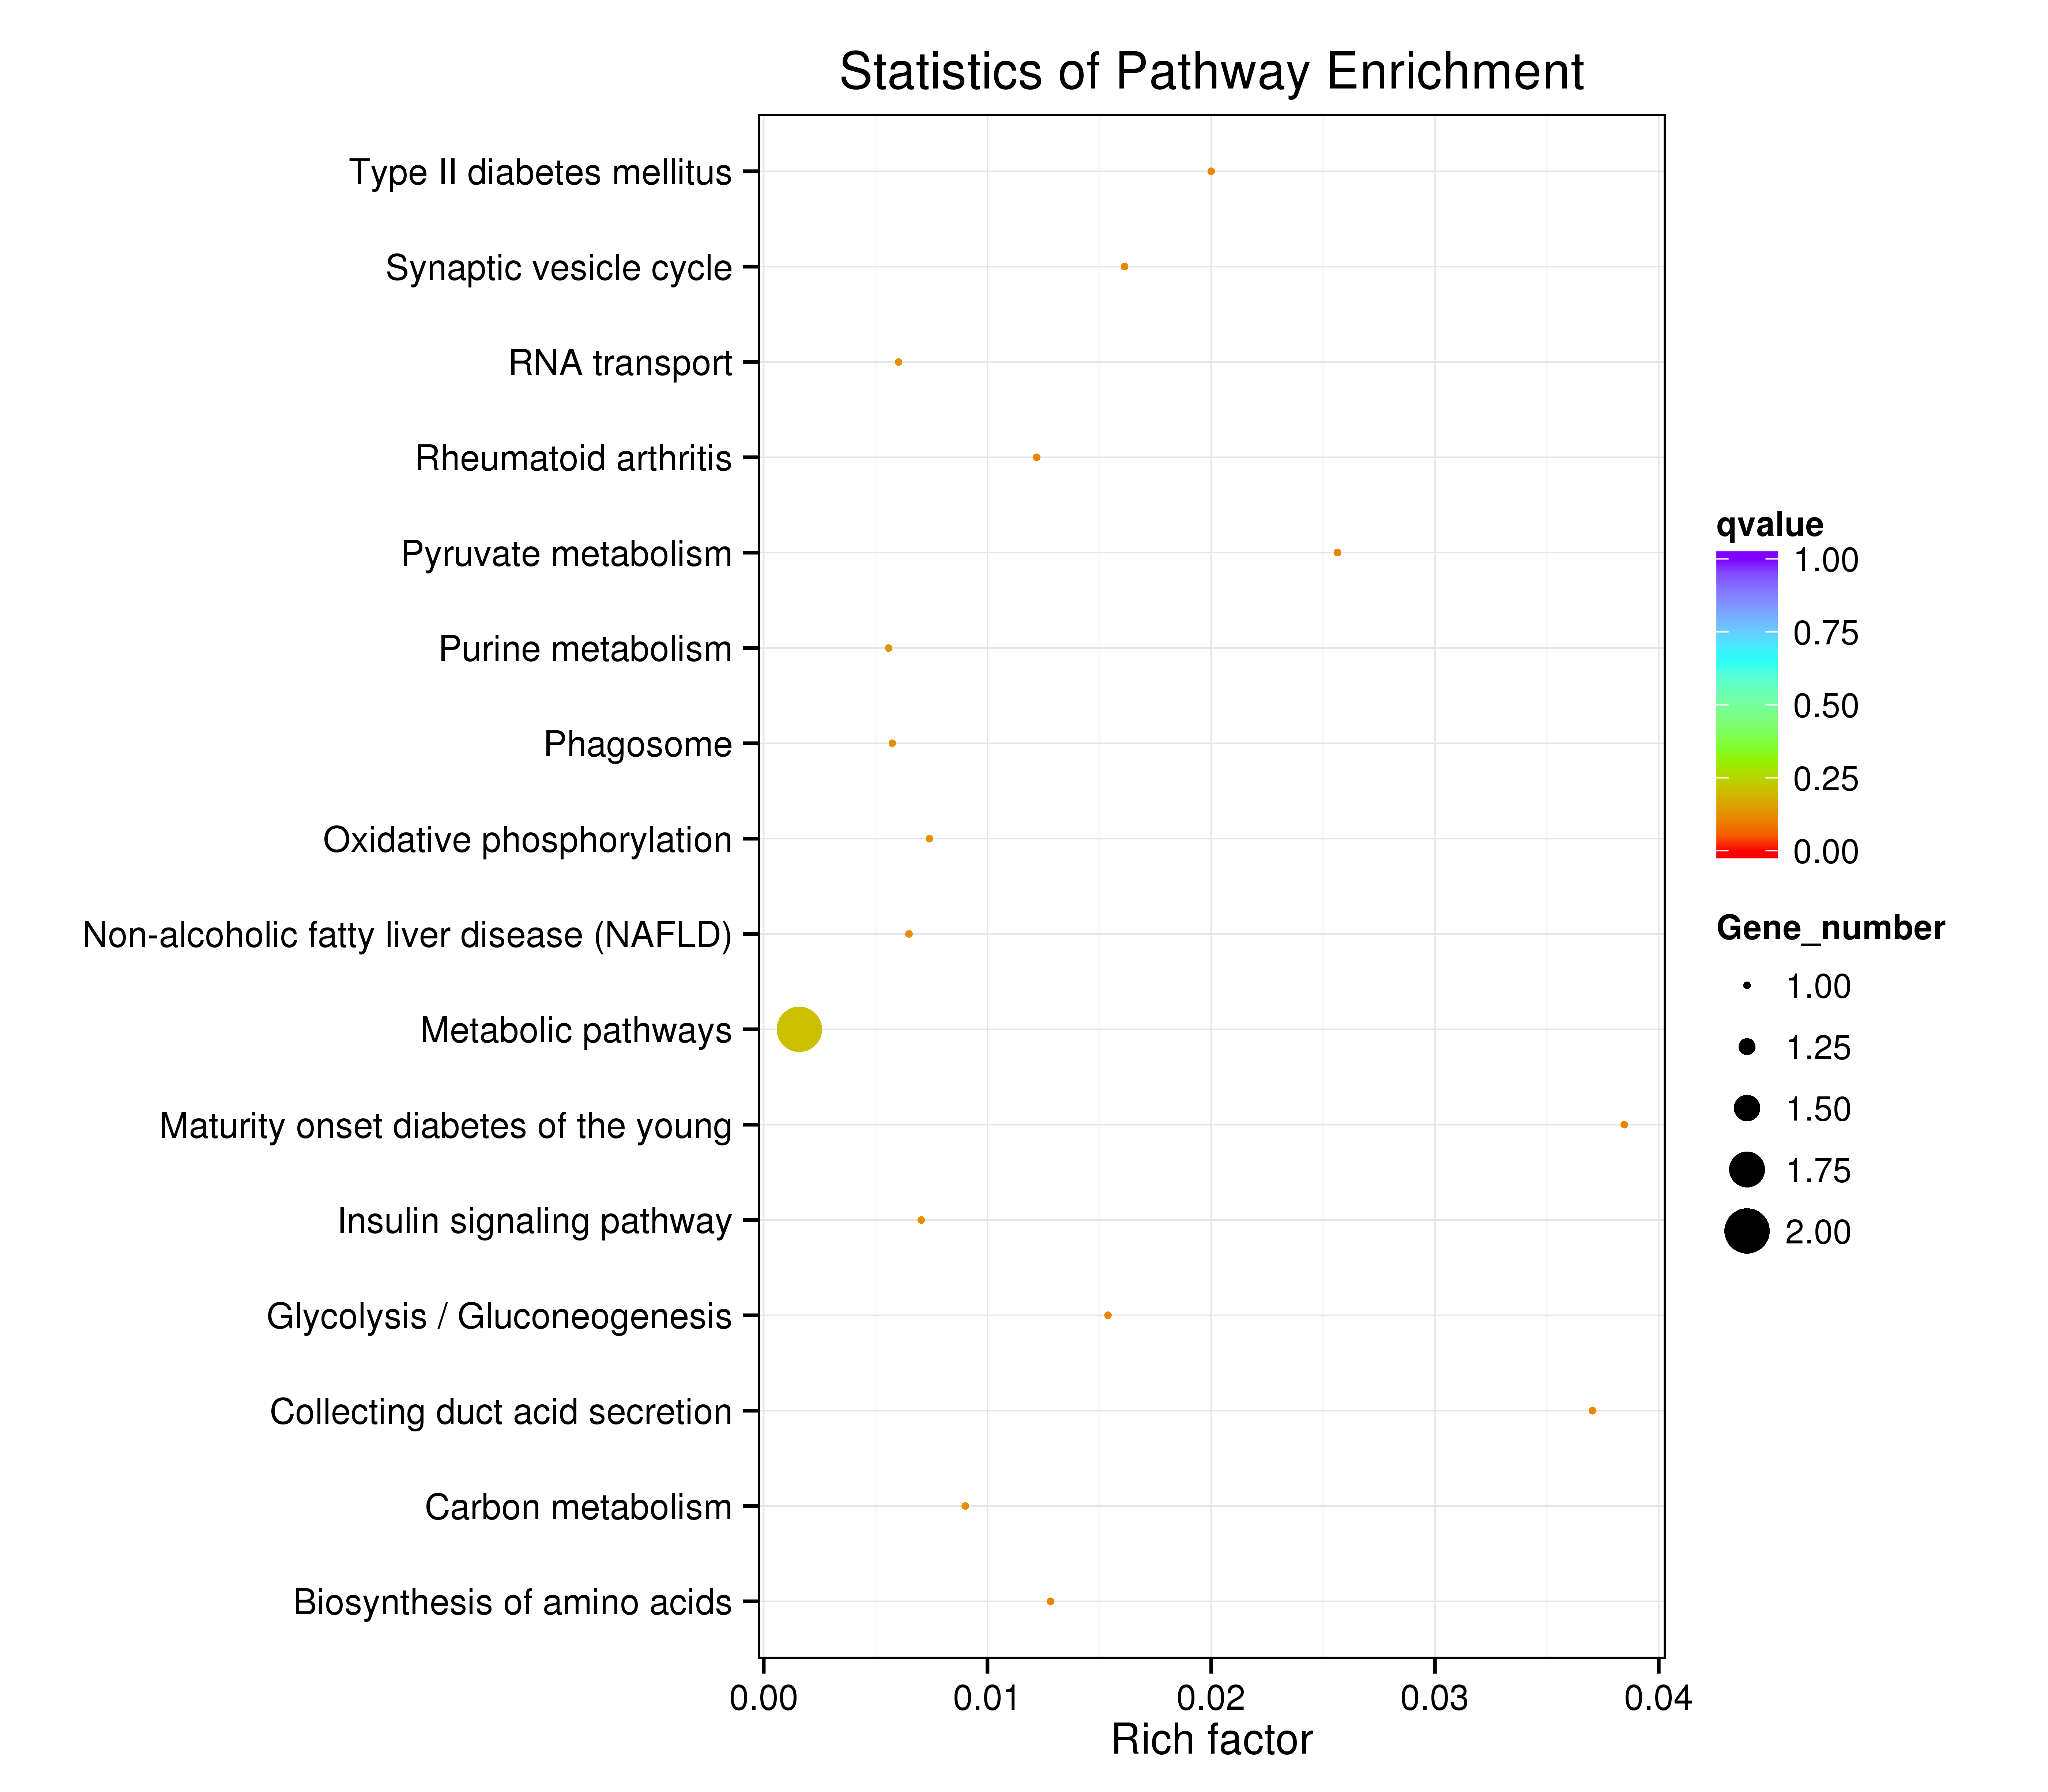 Statistics of Pathway Enrichment
Type II diabetes mellitus
Synaptic vesicle cycle
RNA transport
Rheumatoid arthritis
Pyruvate metabolism
Purine metabolism
Phagosome
Oxidative phosphorylation
Non-alcoholic fatty liver disease (NAFLD)
Metabolic pathways
Maturity onset diabetes of the young
Insulin signaling pathway
Glycolysis / Gluconeogenesis
Collecting duct acid secretion
Carbon metabolism
Biosynthesis of amino acids
0.00 0.01 0.02 0.03 0.04
Rich factor
qvalue
1.00
0.75
0.50
0.25
0.00
Gene_number
1.00
1.25
1.50
1.75
2.00